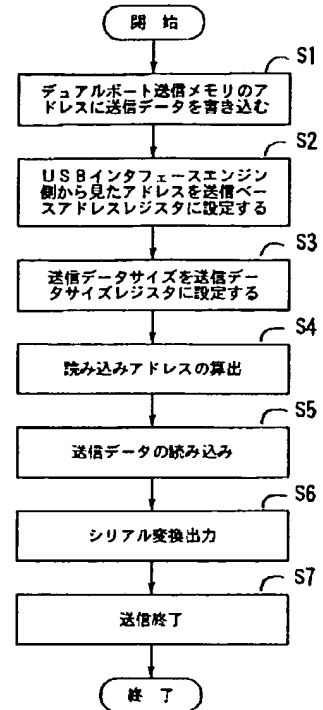 開 始
S1
デュアルポート送信メモリのア
ドレスに送信データを書き込む
S2
USBインタフェースエンジン
側から見たアドレスを送信ベー
スアドレスレジスタに設定する
S3
送信データサイズを送信デー
タサイズレジスタに設定する
S4
読み込みアドレスの算出
S5
送信データの読み込み
S6
シリアル変換出力
S7
送信終了
終 了